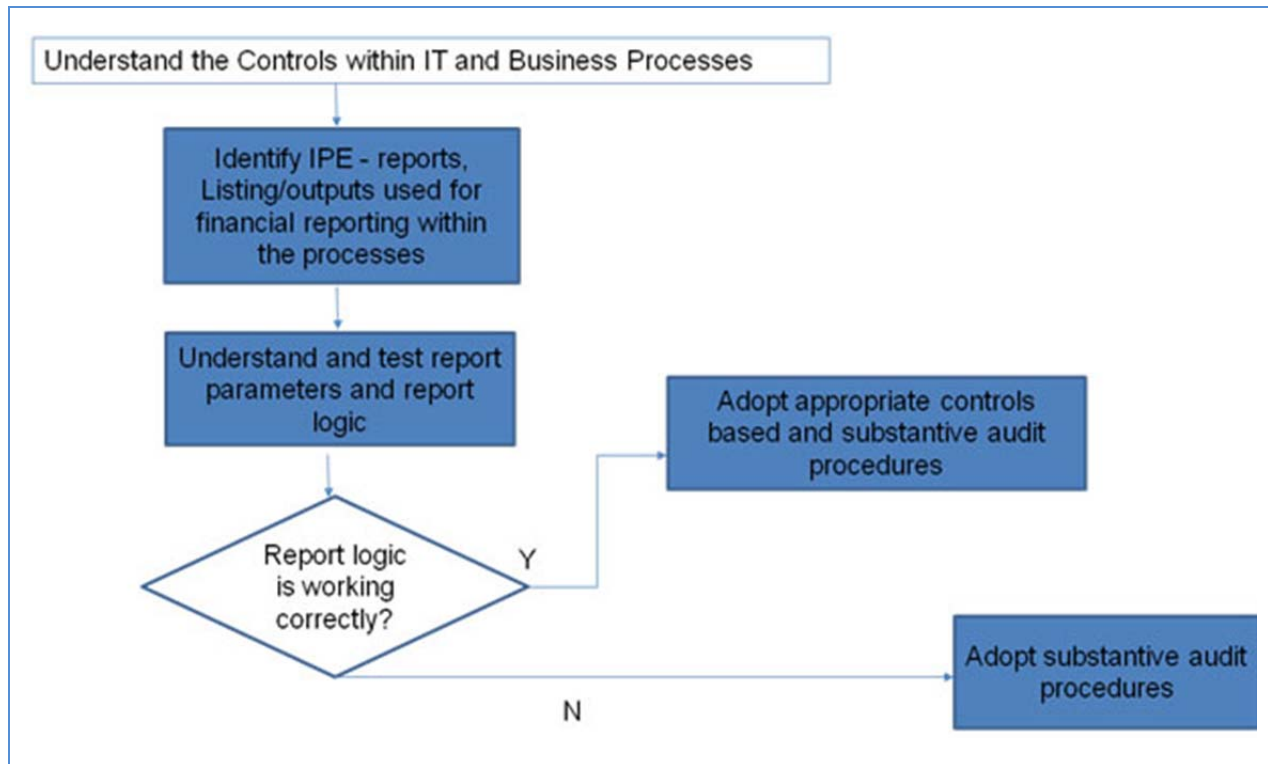 Understand the Controls within IT and Business Processes
Identify IPE - reports,
Listing/outputs used for
financial reporting within
the processes
Understand and test report
parameters and report
logic
Adopt appropriate controls
based and substantive audit
procedures
Report logic
is working
correctly?
Y
Adopt substantive audit
procedures
N